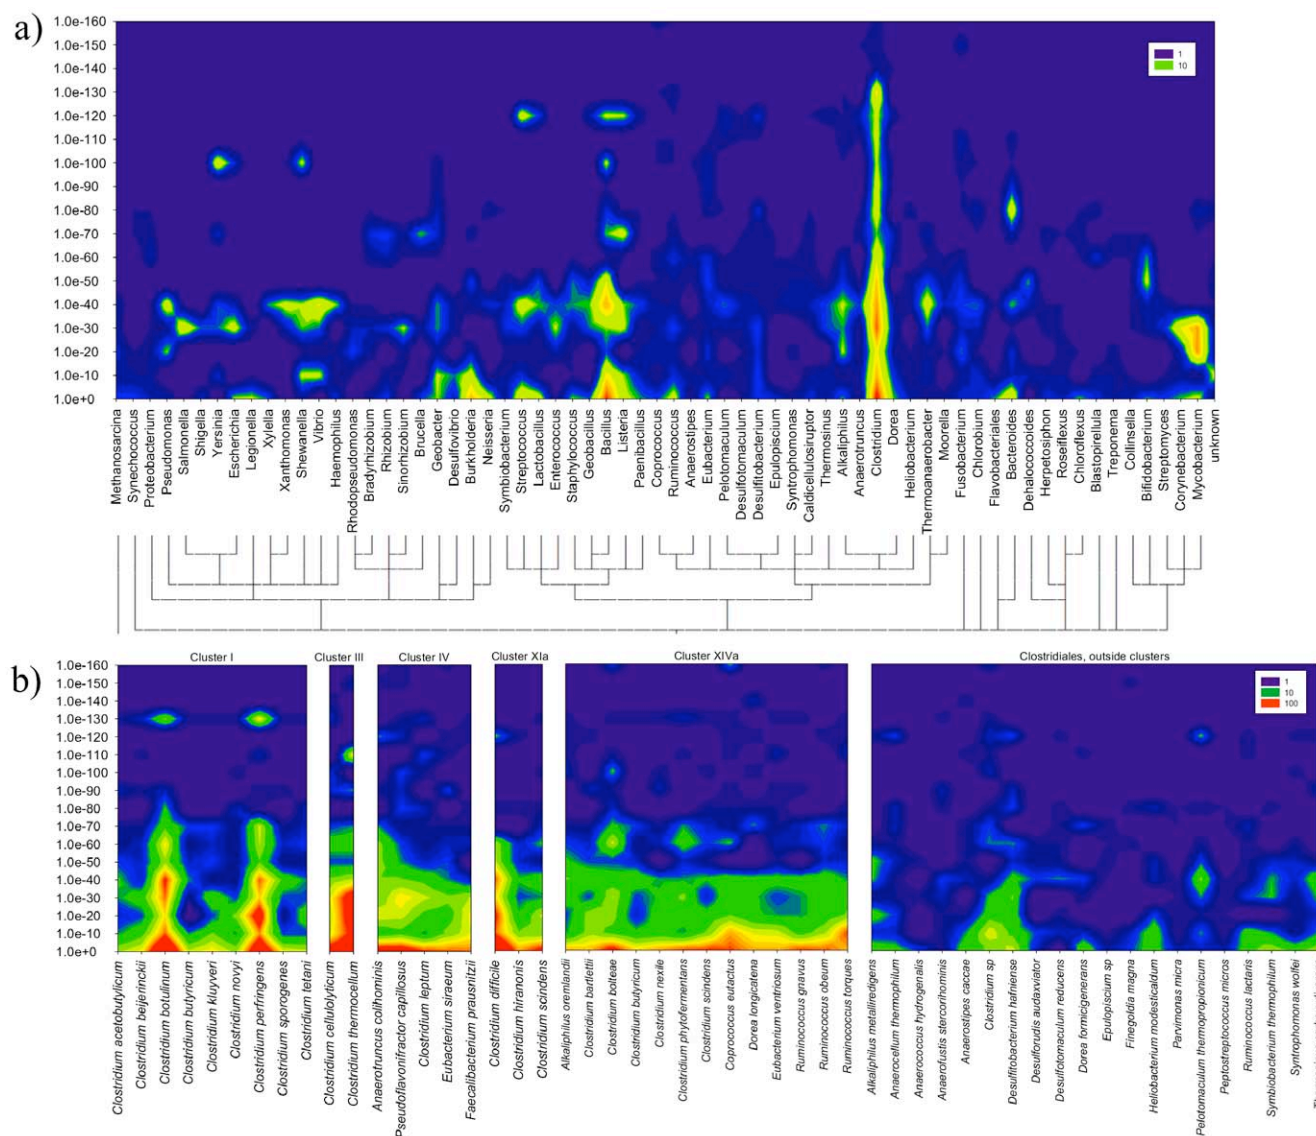 a)
1.0e-160
1.0e-150
1.0e-140
1.0e-130
1.0e-120
1.0e-110
1.0e-100
1.0e-90
1.0e-80
1.0e-70
1.0e-60
1.0e-50
1.0e-40
1.0e-30
1.0e-20
1.0e-10
1.0e+0
1
10
Methanosarcina
Synechococcus
Proteobacterium
Pseudomonas
Salmonella
Shigella
Yersinia
Escherichia
Legionella
Xylella
Xanthomonas
Shewanella
Vibrio
Haemophilus
Rhodopseudomonas
Bradyrhizobium
Rhizobium
Sinorhizobium
Brucella
Geobacter
Desulfovibrio
Burkholderia
Neisseria
Symbiobacterium
Streptococcus
Lactobacillus
Enterococcus
Staphylococcus
Geobacillus
Bacillus
Listeria
Paenibacillus
Coprococcus
Ruminococcus
Anaerostipes
Eubacterium
Pelotomaculum
Desulfotomaculum
Desulfitobacterium
Epulopiscium
Syntrophomonas
Caldicellulosiruptor
Thermosinus
Alkaliphilus
Anaerotruncus
Clostridium
Dorea
Heliobacterium
Thermoanaerobacter
Moorella
Fusobacterium
Chlorobium
Flavobacteriales
Bacteroides
Dehalococcoides
Herpetosiphon
Roseiflexus
Chloroflexus
Blastopirellula
Treponema
Collinsella
Bifidobacterium
Streptomyces
Corynebacterium
Mycobacterium
unknown
b)
Cluster I
Cluster III
Cluster IV
Cluster XIa
Cluster XIVa
Clostridiales, outside clusters
1.0e-160
1.0e-150
1.0e-140
1.0e-130
1.0e-120
1.0e-110
1.0e-100
1.0e-90
1.0e-80
1.0e-70
1.0e-60
1.0e-50
1.0e-40
1.0e-30
1.0e-20
1.0e-10
1.0e+0
1
10
100
Clostridium acetobutylicum
Clostridium beijerinckii
Clostridium botulinum
Clostridium butyricum
Clostridium kluyveri
Clostridium novyi
Clostridium perfringens
Clostridium sporogenes
Clostridium tetani
Clostridium cellulolyticum
Clostridium thermocellum
Anaerotruncus colihominis
Pseudoflavonifractor capillosus
Clostridium leptum
Eubacterium siraeum
Faecalibacterium prausnitzii
Clostridium difficile
Clostridium hiranonis
Clostridium scindens
Alkaliphilus oremlandii
Clostridium bartlettii
Clostridium bolteae
Clostridium butyricum
Clostridium nexile
Clostridium phytofermentans
Clostridium scindens
Coprococcus eutactus
Dorea longicatena
Eubacterium ventriosum
Ruminococcus gnavus
Ruminococcus obeum
Ruminococcus torques
Alkaliphilus metalliredigens
Anaerocellum thermophilum
Anaerococcus hydrogenalis
Anaerofustis stercorihominis
Anaerostipes caccae
Clostridium sp
Desulfitobacterium hafniense
Desulforudis audaxviator
Desulfotomaculum reducens
Dorea formicigenerans
Epulopiscium sp
Finegoldia magna
Heliobacterium modesticaldum
Parvimonas micra
Pelotomaculum thermopropionicum
Peptostreptococcus micros
Ruminococcus lactaris
Symbiobacterium thermophilum
Syntrophomonas wolfei